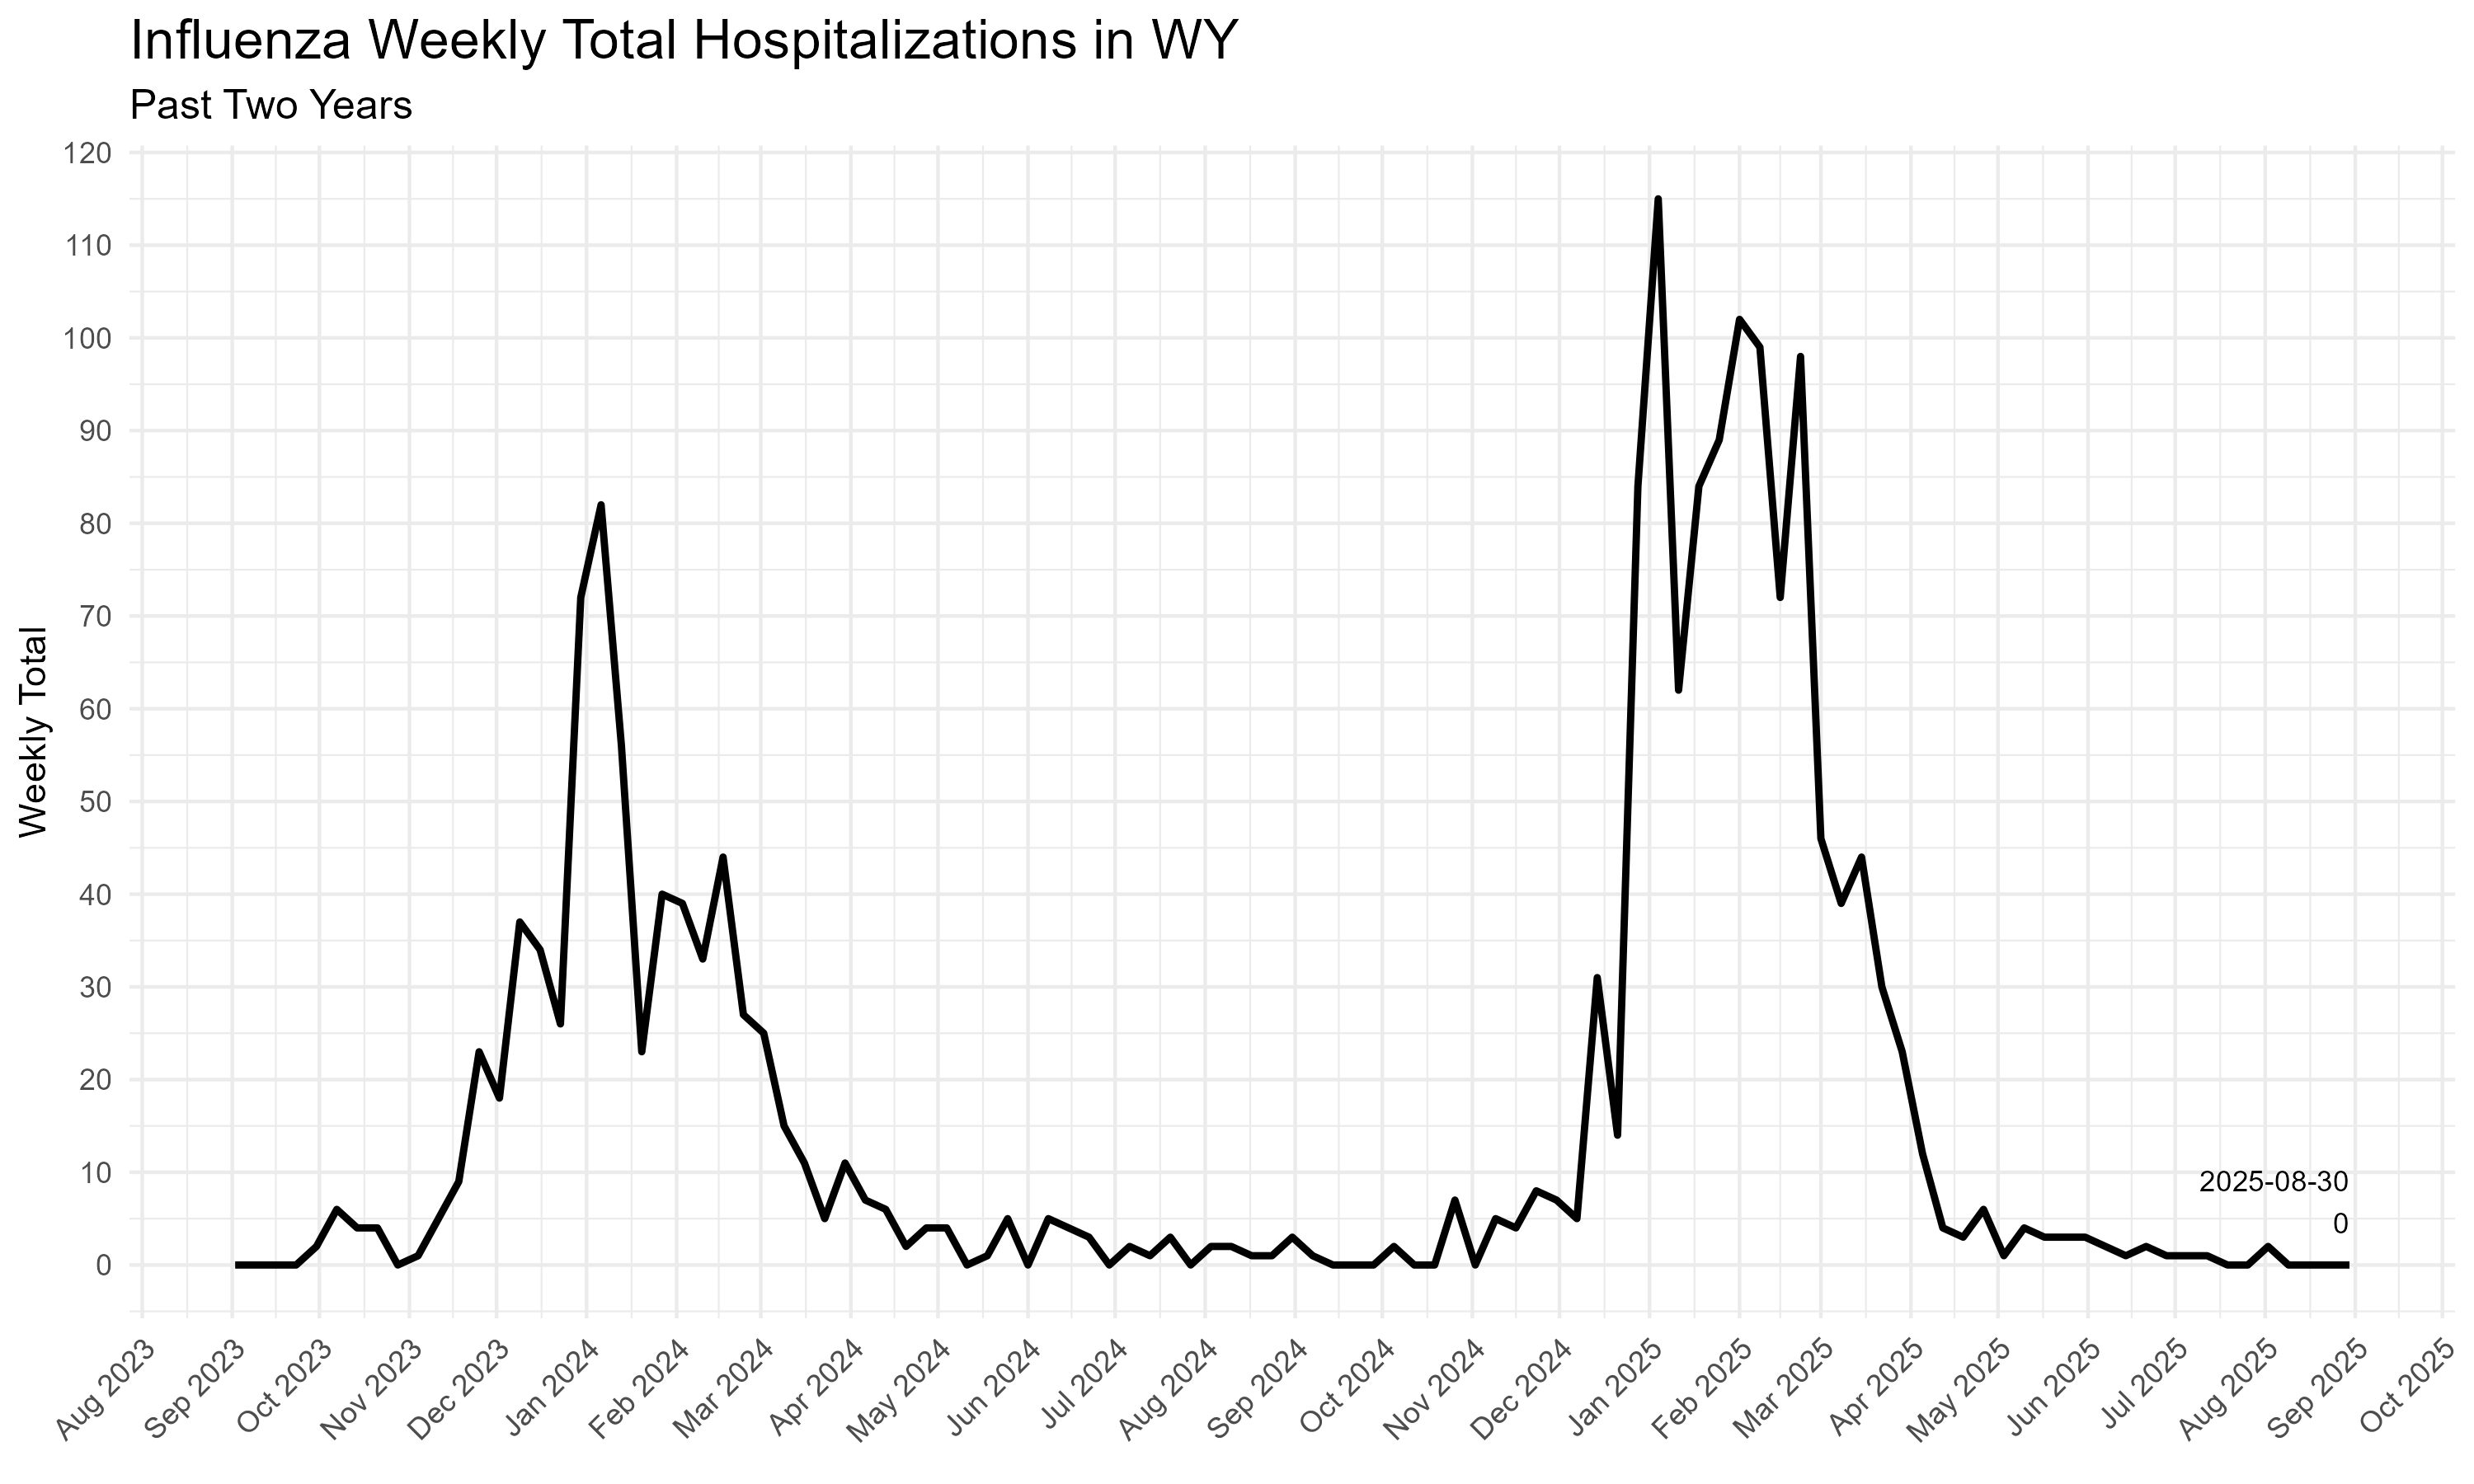 Influenza Weekly Total Hospitalizations in WY
Past Two Years
Weekly Total
120
110
100
90
80
70
60
50
40
30
20
10
0
2025-08-30
0
Aug 2023
Sep 2023
Oct 2023
Nov 2023
Dec 2023
Jan 2024
Feb 2024
Mar 2024
Apr 2024
May 2024
Jun 2024
Jul 2024
Aug 2024
Sep 2024
Oct 2024
Nov 2024
Dec 2024
Jan 2025
Feb 2025
Mar 2025
Apr 2025
May 2025
Jun 2025
Jul 2025
Aug 2025
Sep 2025
Oct 2025